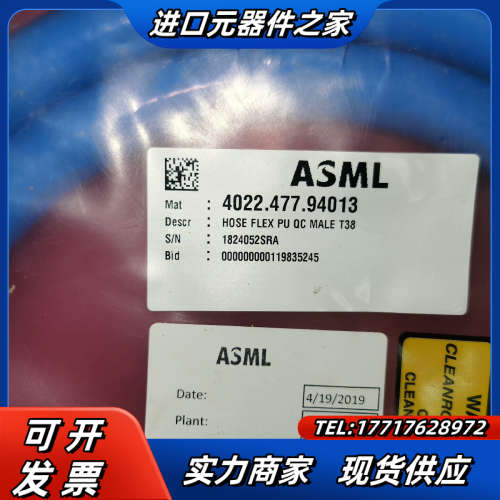 进口元器件之家
ASML
Mat : 4022.477.94013
Descr : HOSE FLEX PU QC MALE T38
S/N : 1824052SRA
Bid : 000000000119835245
ASML
Date: 4/19/2019
Plant:
CLEANRO
CLEAN
TEL:17717628972
可开发票
实力商家 现货供应